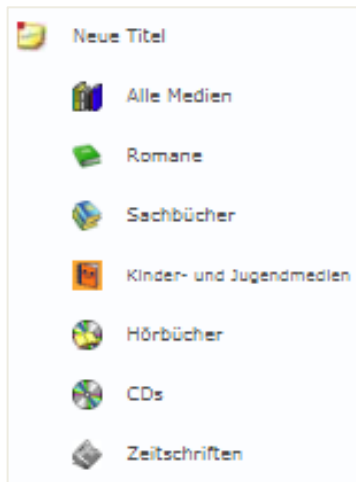 Neue Titel
Alle Medien
Romane
Sachbücher
Kinder- und Jugendmedien
Hörbücher
CDs
Zeitschriften